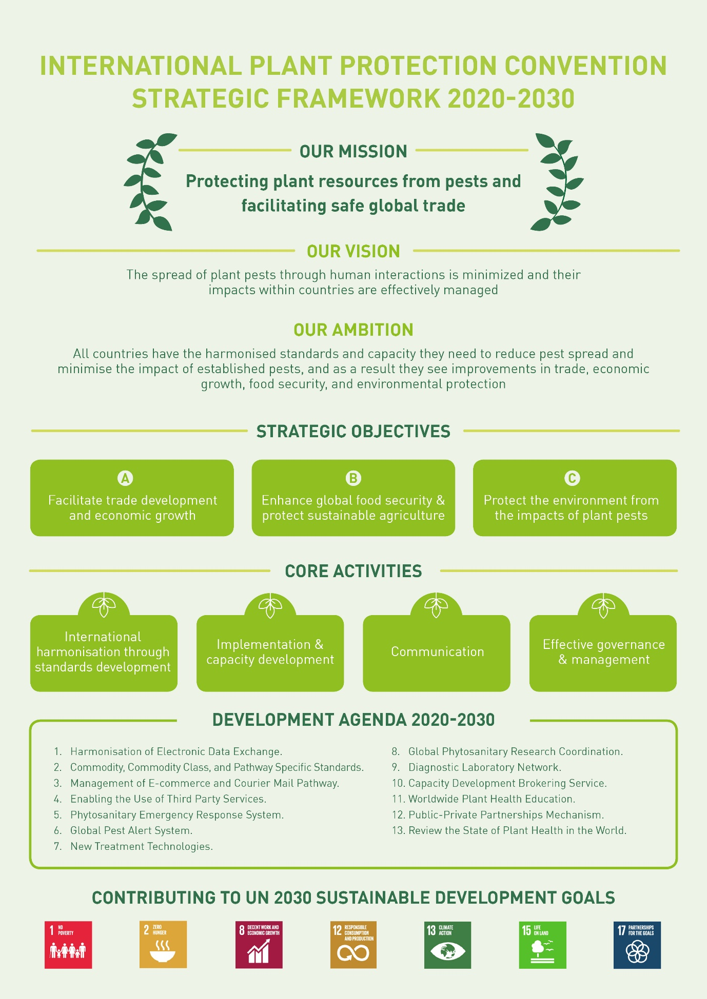 INTERNATIONAL PLANT PROTECTION CONVENTION
STRATEGIC FRAMEWORK 2020-2030
OUR MISSION
Protecting plant resources from pests and
facilitating safe global trade
OUR VISION
The spread of plant pests through human interactions is minimized and their
impacts within countries are effectively managed
OUR AMBITION
All countries have the harmonised standards and capacity they need to reduce pest spread and
minimise the impact of established pests, and as a result they see improvements in trade, economic
growth, food security, and environmental protection
STRATEGIC OBJECTIVES
A
Facilitate trade development
and economic growth
B
Enhance global food security &
protect sustainable agriculture
C
Protect the environment from
the impacts of plant pests
CORE ACTIVITIES
International
harmonisation through
standards development
Implementation &
capacity development
Communication
Effective governance
& management
DEVELOPMENT AGENDA 2020-2030
1. Harmonisation of Electronic Data Exchange.
2. Commodity, Commodity Class, and Pathway Specific Standards.
3. Management of E-commerce and Courier Mail Pathway.
4. Enabling the Use of Third Party Services.
5. Phytosanitary Emergency Response System.
6. Global Pest Alert System.
7. New Treatment Technologies.
8. Global Phytosanitary Research Coordination.
9. Diagnostic Laboratory Network.
10. Capacity Development Brokering Service.
11. Worldwide Plant Health Education.
12. Public-Private Partnerships Mechanism.
13. Review the State of Plant Health in the World.
CONTRIBUTING TO UN 2030 SUSTAINABLE DEVELOPMENT GOALS
1 NO
POVERTY
2 ZERO
HUNGER
8 DECENT WORK AND
ECONOMIC GROWTH
12 RESPONSIBLE
CONSUMPTION
AND PRODUCTION
13 CLIMATE
ACTION
15 LIFE
ON LAND
17 PARTNERSHIPS
FOR THE GOALS